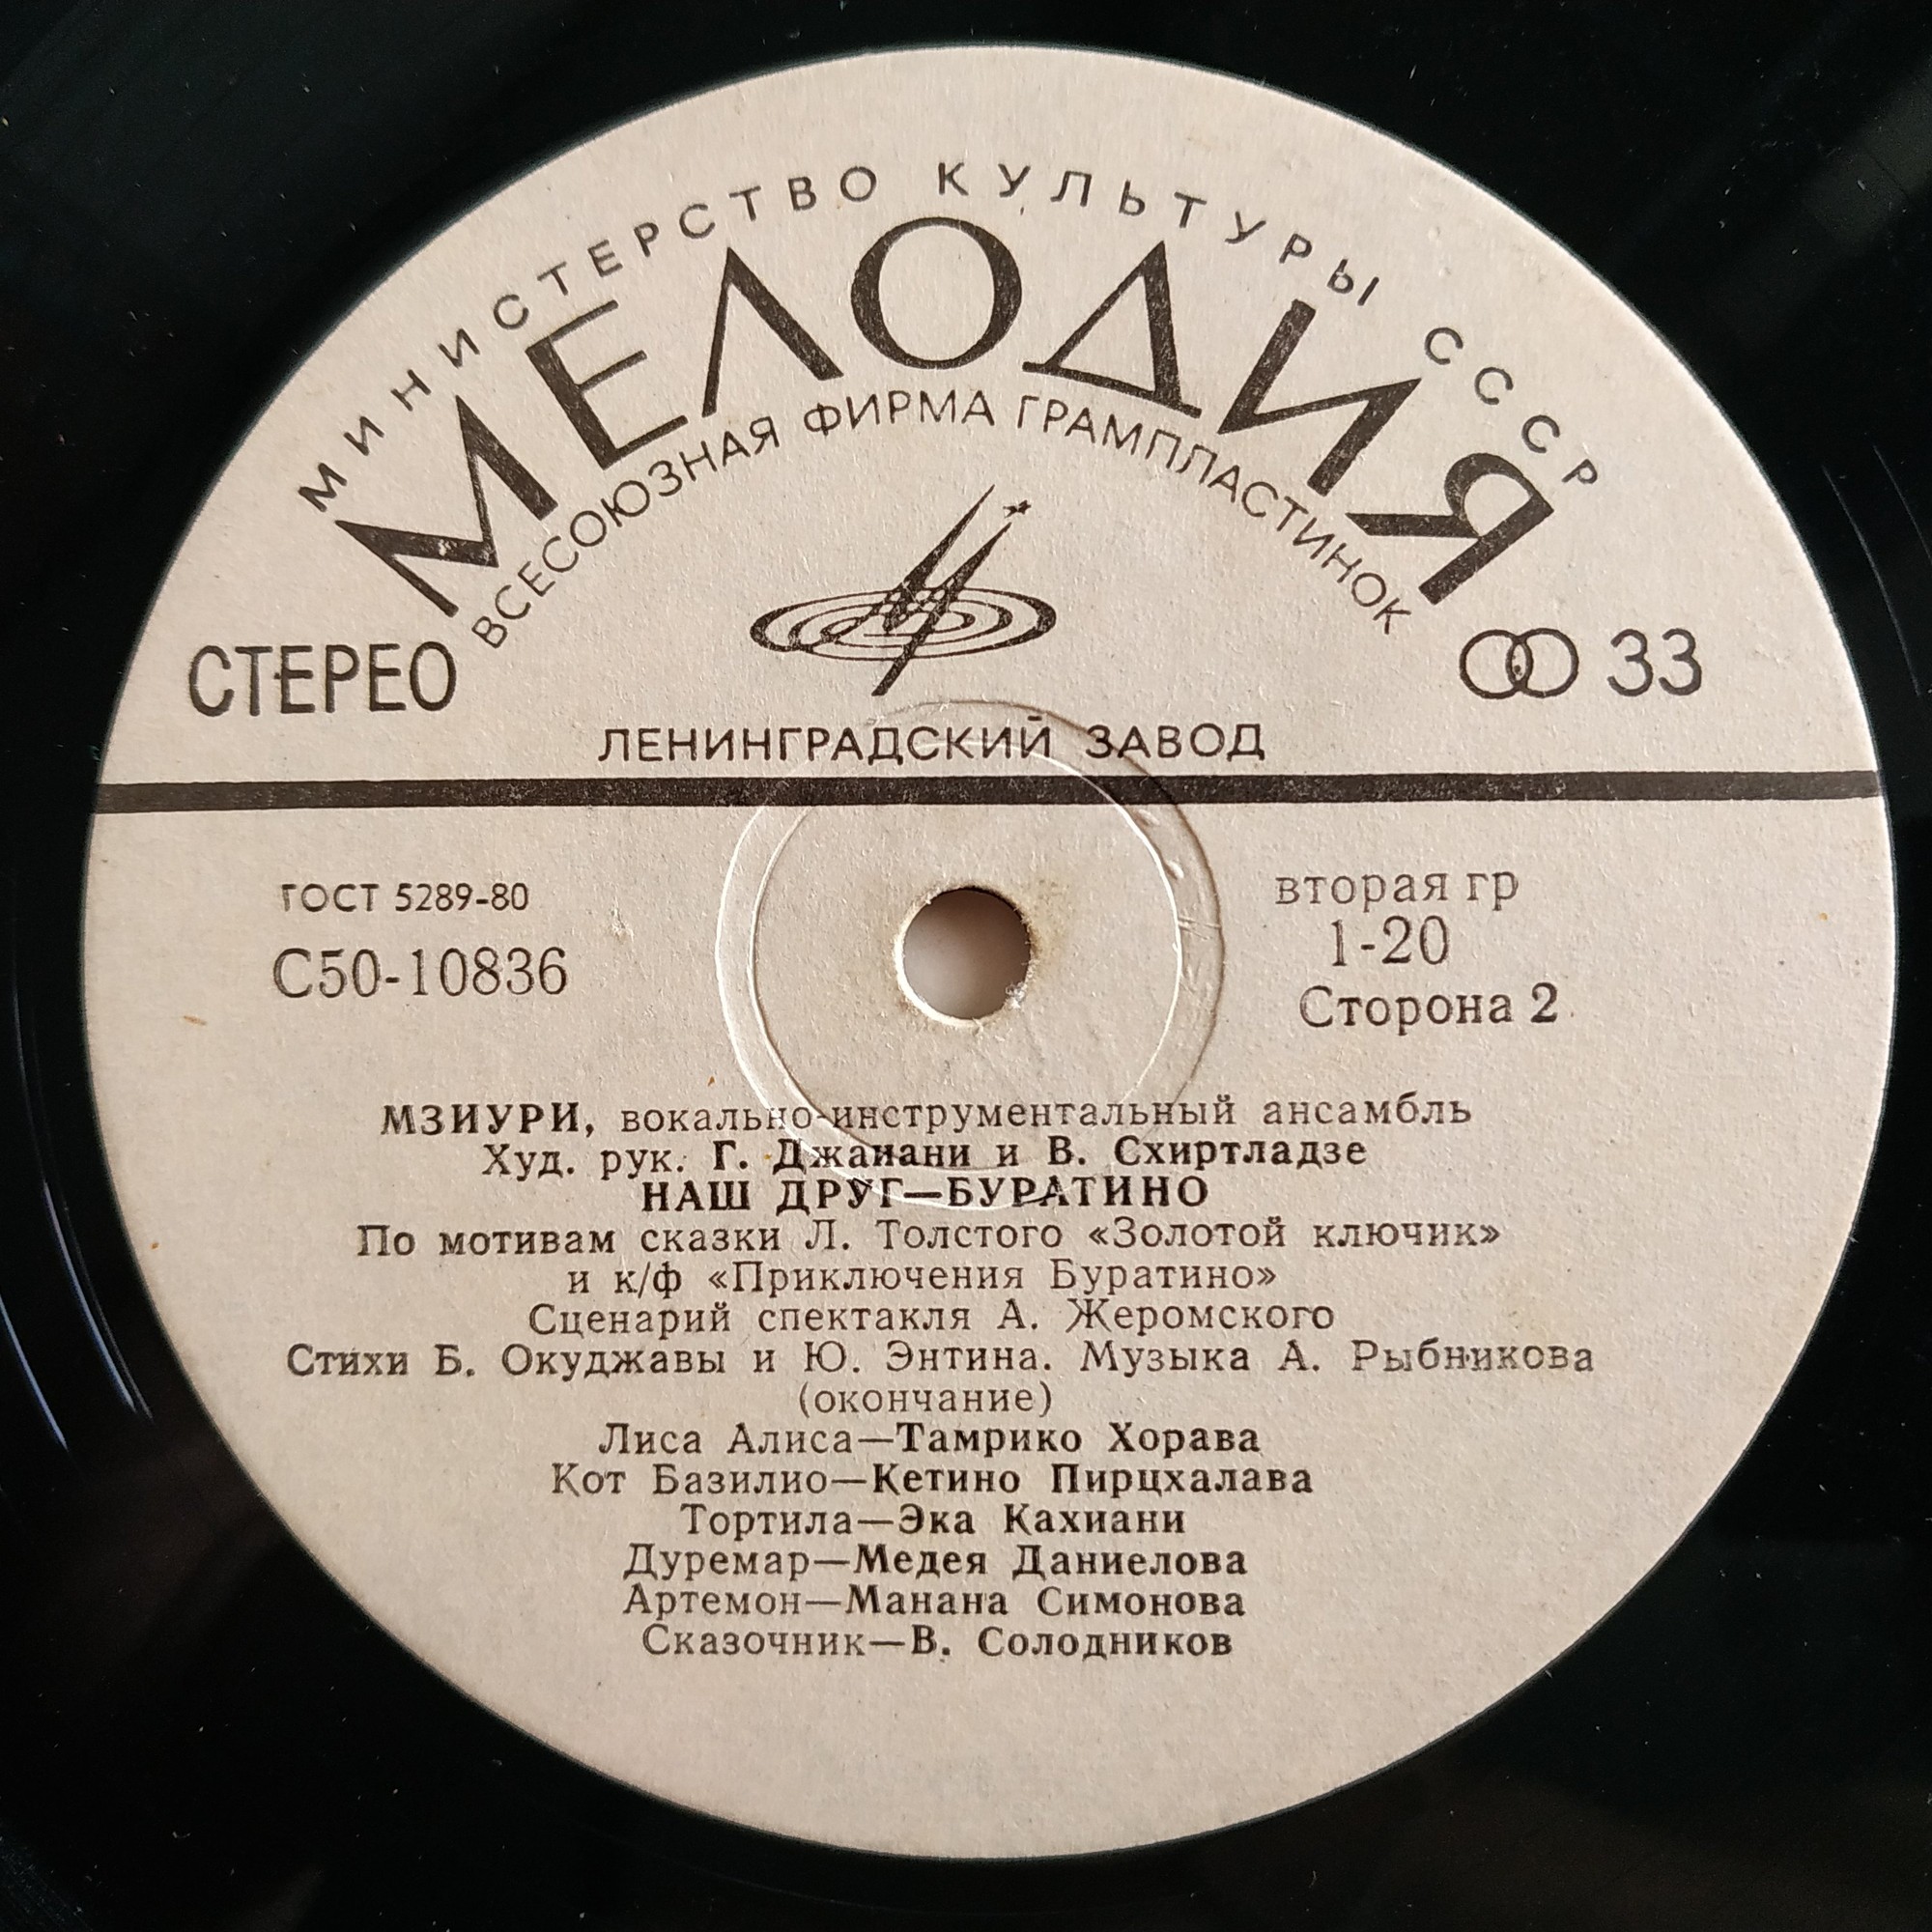 МИНИСТЕРСТВО КУЛЬТУРЫ СССР
МЕЛОДИЯ
ВСЕСОЮЗНАЯ ФИРМА ГРАМПЛАСТИНОК
СТЕРЕО
33
ЛЕНИНГРАДСКИЙ ЗАВОД
ГОСТ 5289-80
С50-10836
вторая гр
1-20
Сторона 2
МЗИУРИ, вокально-инструментальный ансамбль
Худ. рук. Г. Джаиани и В. Схиртладзе
НАШ ДРУГ—БУРАТИНО
По мотивам сказки Л. Толстого «Золотой ключик»
и к/ф «Приключения Буратино»
Сценарий спектакля А. Жеромского
Стихи Б. Окуджавы и Ю. Энтина. Музыка А. Рыбникова
(окончание)
Лиса Алиса—Тамрико Хорава
Кот Базилио—Кетино Пирцхалава
Тортила—Эка Кахиани
Дуремар—Медея Даниелова
Артемон—Манана Симонова
Сказочник—В. Солодников